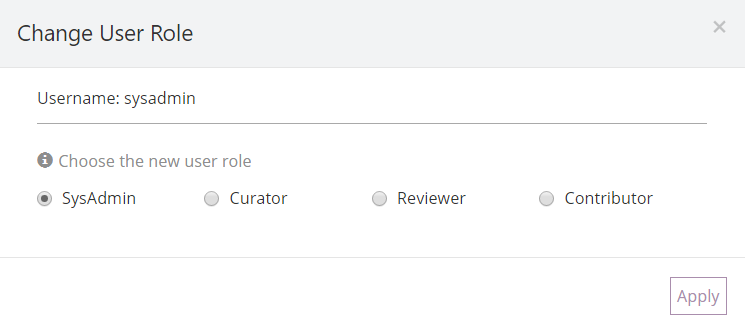 Change User Role
×
Username: sysadmin
Choose the new user role
SysAdmin Curator Reviewer Contributor
Apply